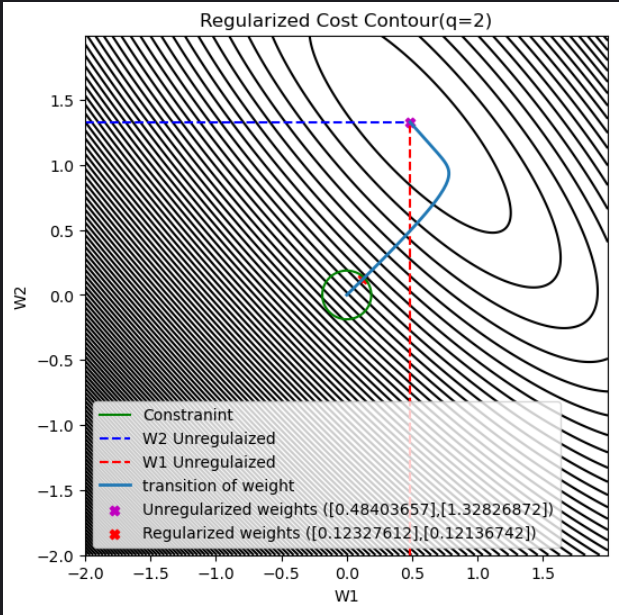 Regularized Cost Contour(q=2)
W2
1.5
1.0
0.5
0.0
−0.5
−1.0
−1.5
−2.0
Constranint
W2 Unregulaized
W1 Unregulaized
transition of weight
Unregularized weights ([0.48403657],[1.32826872])
Regularized weights ([0.12327612],[0.12136742])
−2.0 −1.5 −1.0 −0.5 0.0 0.5 1.0 1.5
W1